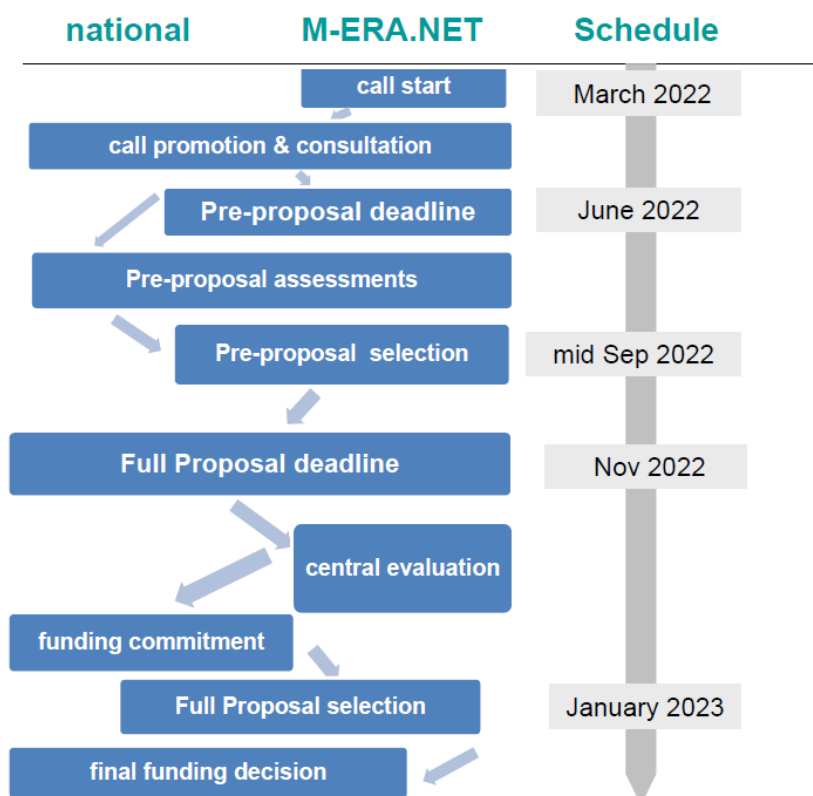 national M-ERA.NET Schedule
call start
March 2022
call promotion & consultation
Pre-proposal deadline
June 2022
Pre-proposal assessments
Pre-proposal selection
mid Sep 2022
Full Proposal deadline
Nov 2022
central evaluation
funding commitment
Full Proposal selection
January 2023
final funding decision